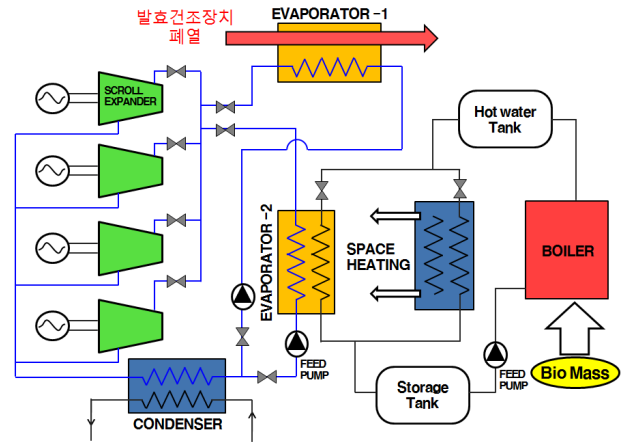 발효건조장치
폐열
EVAPORATOR -1
SCROLL
EXPANDER
Hot water
Tank
EVAPORATOR -2
SPACE
HEATING
BOILER
FEED
PUMP
FEED
PUMP
Bio Mass
Storage
Tank
CONDENSER